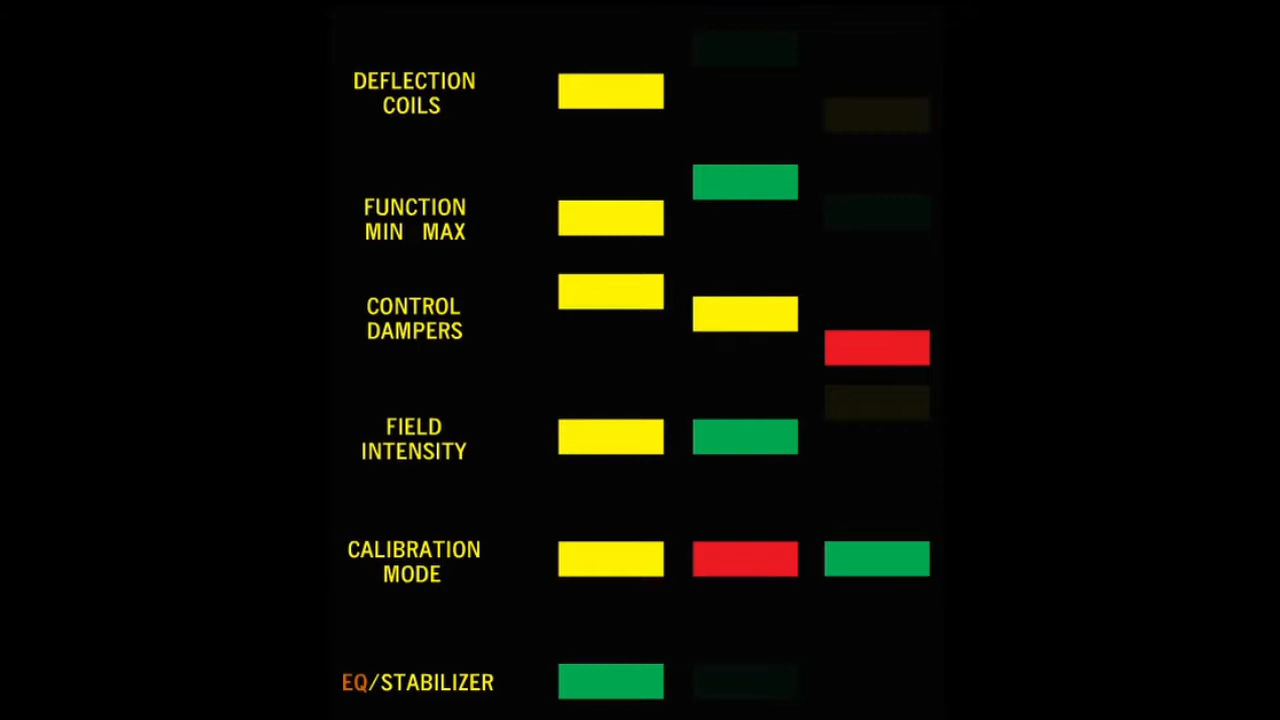 DEFLECTION
COILS
FUNCTION
MIN MAX
CONTROL
DAMPERS
FIELD
INTENSITY
CALIBRATION
MODE
EQ/STABILIZER